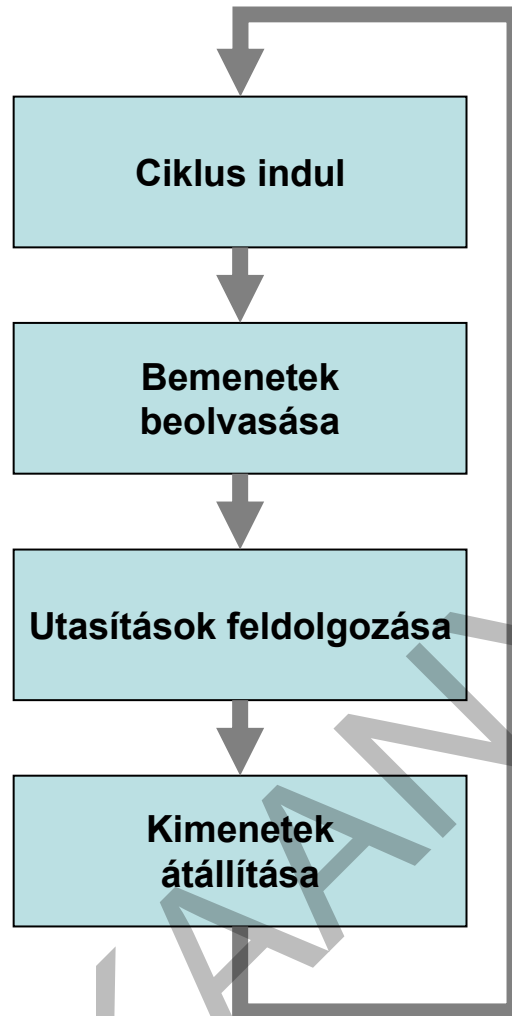 Ciklus indul
Bemenetek
beolvasása
Utasítások feldolgozása
Kimenetek
átállítása